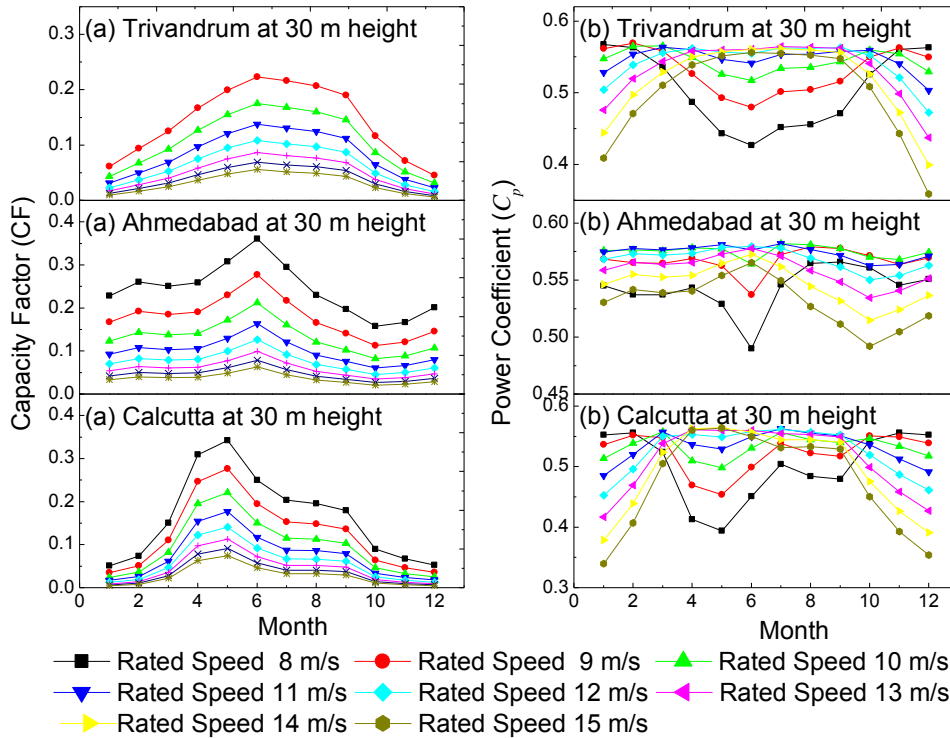 (a) Trivandrum at 30 m height
0.3
0.2
0.1
0.0
(a) Ahmedabad at 30 m height
0.4
0.3
0.2
0.1
0.0
(a) Calcutta at 30 m height
0.4
0.3
0.2
0.1
0.0
0 2 4 6 8 10 12
Month
Capacity Factor (CF)
(b) Trivandrum at 30 m height
0.6
0.5
0.4
(b) Ahmedabad at 30 m height
0.60
0.55
0.50
0.45
(b) Calcutta at 30 m height
0.6
0.5
0.4
0.3
0 2 4 6 8 10 12
Month
Power Coefficient (Cp)
Rated Speed 8 m/s Rated Speed 9 m/s Rated Speed 10 m/s
Rated Speed 11 m/s Rated Speed 12 m/s Rated Speed 13 m/s
Rated Speed 14 m/s Rated Speed 15 m/s